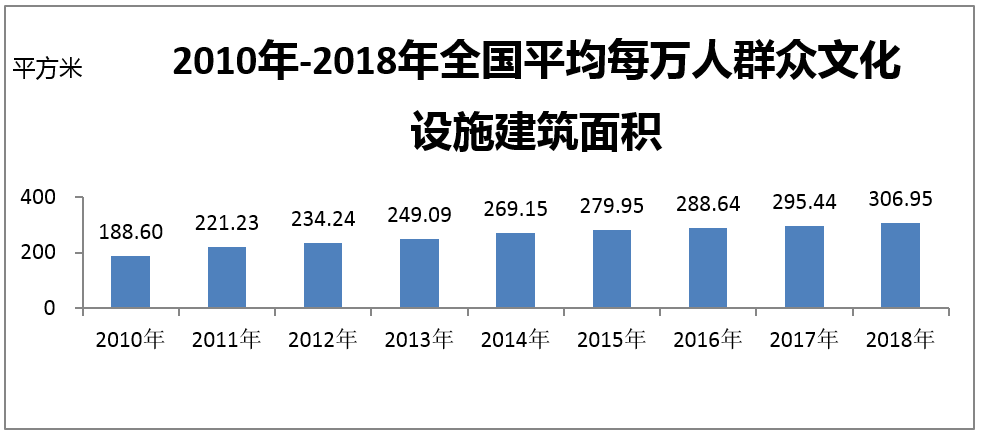 2010年-2018年全国平均每万人群众文化
设施建筑面积
平方米
400
200
0
188.60
221.23
234.24
249.09
269.15
279.95
288.64
295.44
306.95
2010年
2011年
2012年
2013年
2014年
2015年
2016年
2017年
2018年